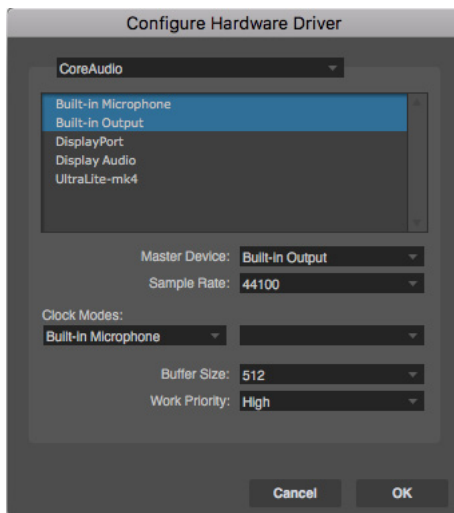 Configure Hardware Driver
CoreAudio
Built-in Microphone
Built-in Output
DisplayPort
Display Audio
UltraLite-mk4
Master Device: Built-in Output
Sample Rate: 44100
Clock Modes:
Built-in Microphone
Buffer Size: 512
Work Priority: High
Cancel OK